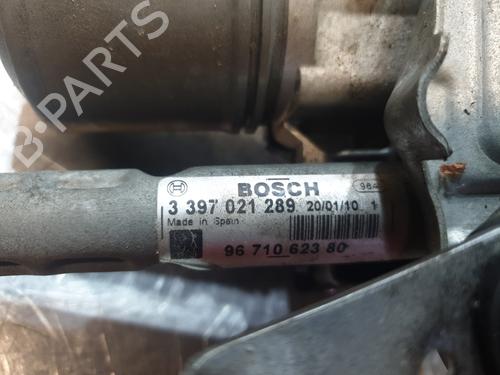 B-PARTS
BOSCH
3 397 021 289 20/01/10 1
Made in Spain
96 710 623 80